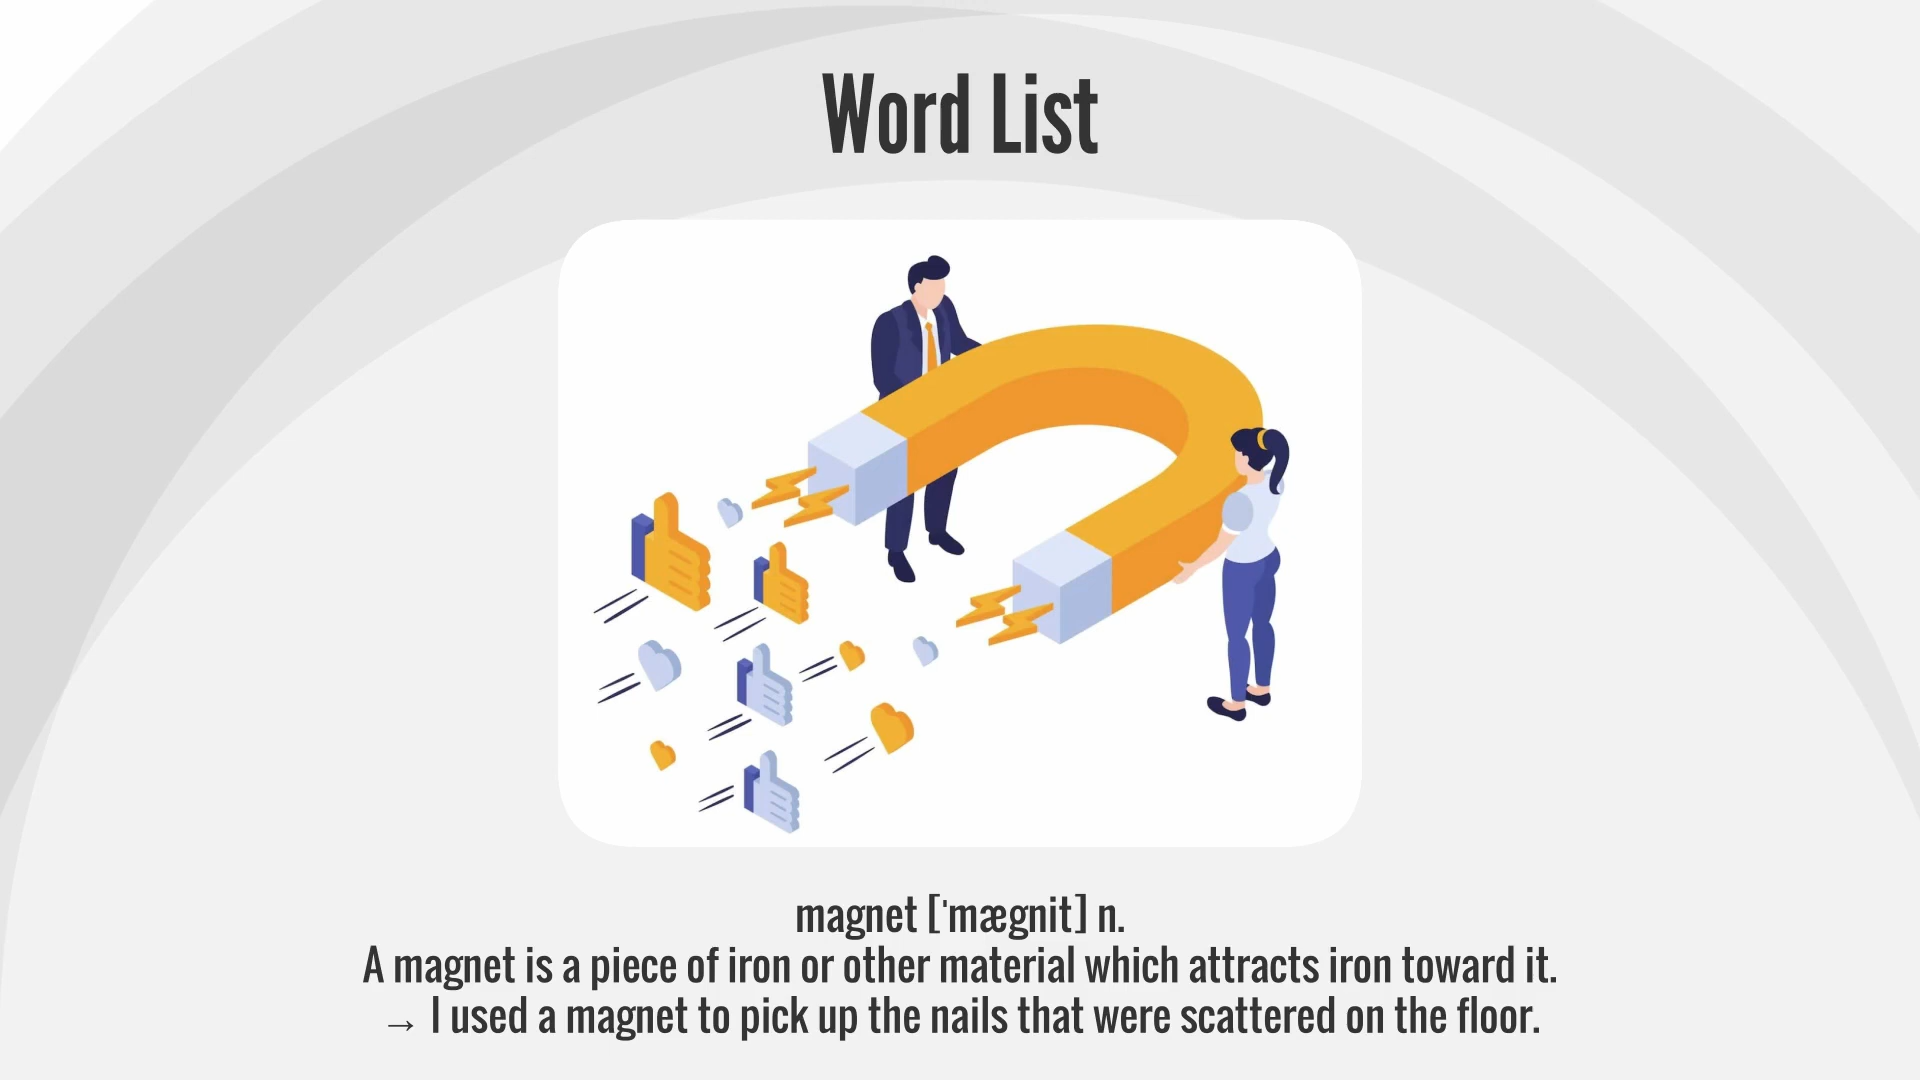 Word List
magnet [ˈmægnit] n.
A magnet is a piece of iron or other material which attracts iron toward it.
→ I used a magnet to pick up the nails that were scattered on the floor.